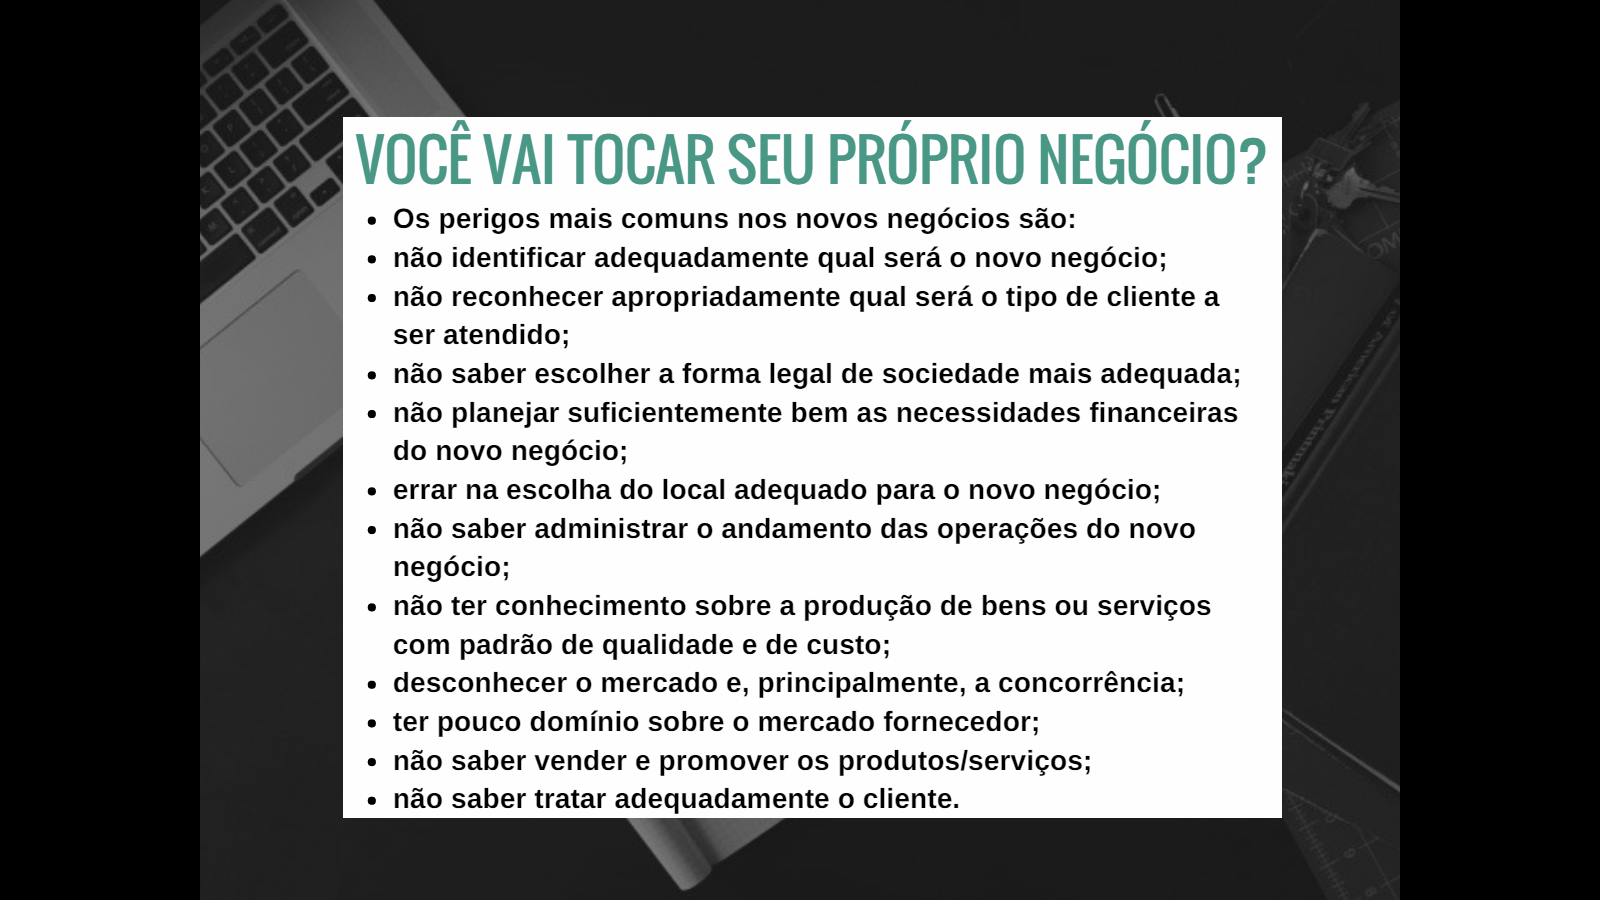 VOCÊ VAI TOCAR SEU PRÓPRIO NEGÓCIO?
• Os perigos mais comuns nos novos negócios são:
• não identificar adequadamente qual será o novo negócio;
• não reconhecer apropriadamente qual será o tipo de cliente a
ser atendido;
• não saber escolher a forma legal de sociedade mais adequada;
• não planejar suficientemente bem as necessidades financeiras
do novo negócio;
• errar na escolha do local adequado para o novo negócio;
• não saber administrar o andamento das operações do novo
negócio;
• não ter conhecimento sobre a produção de bens ou serviços
com padrão de qualidade e de custo;
• desconhecer o mercado e, principalmente, a concorrência;
• ter pouco domínio sobre o mercado fornecedor;
• não saber vender e promover os produtos/serviços;
• não saber tratar adequadamente o cliente.